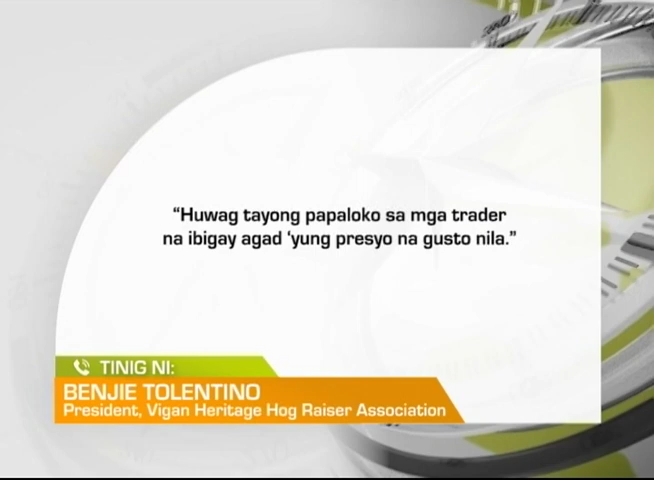 “Huwag tayong papaloko sa mga trader
na ibigay agad ‘yung presyo na gusto nila.”
TINIG NI:
BENJIE TOLENTINO
President, Vigan Heritage Hog Raiser Association